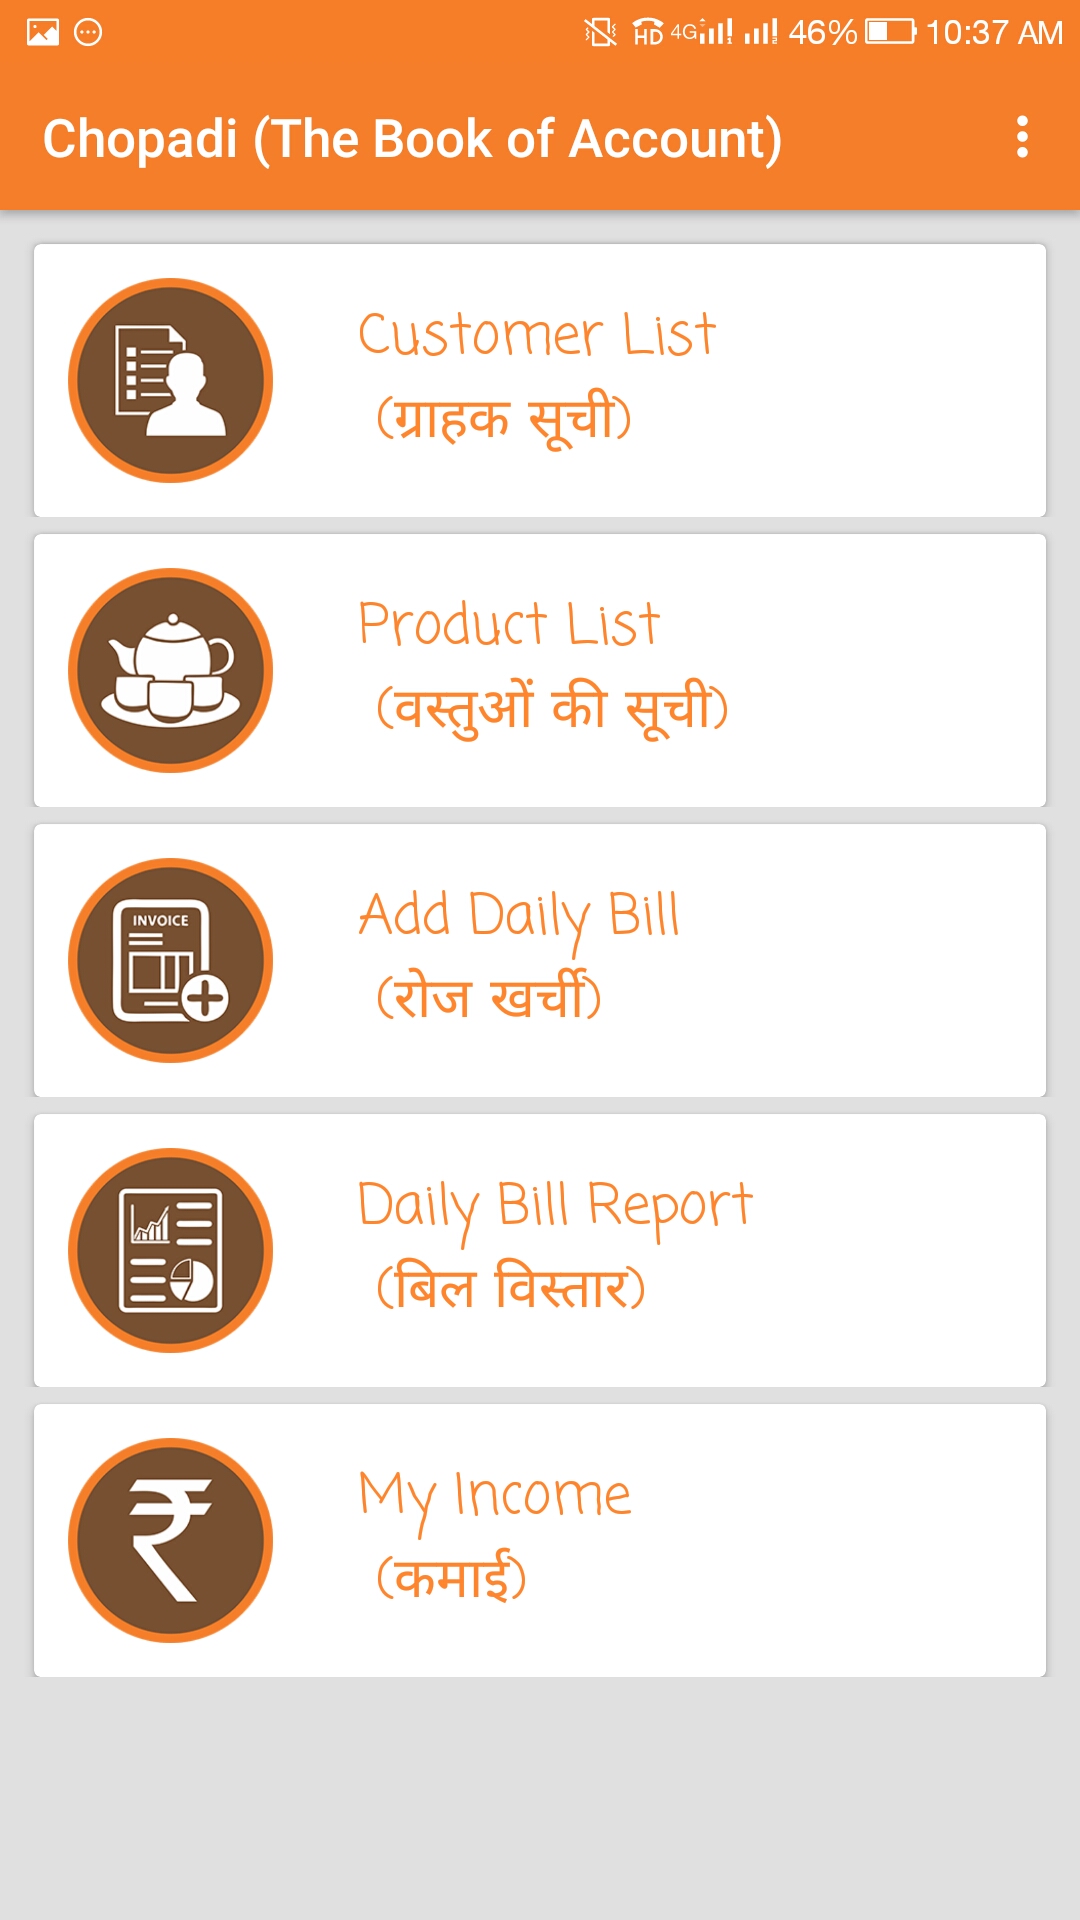 HD 4G 46% 10:37 AM
Chopadi (The Book of Account)
Customer List
(ग्राहक सूची)
Product List
(वस्तुओं की सूची)
INVOICE
Add Daily Bill
(रोज खर्ची)
Daily Bill Report
(बिल विस्तार)
₹
My Income
(कमाई)